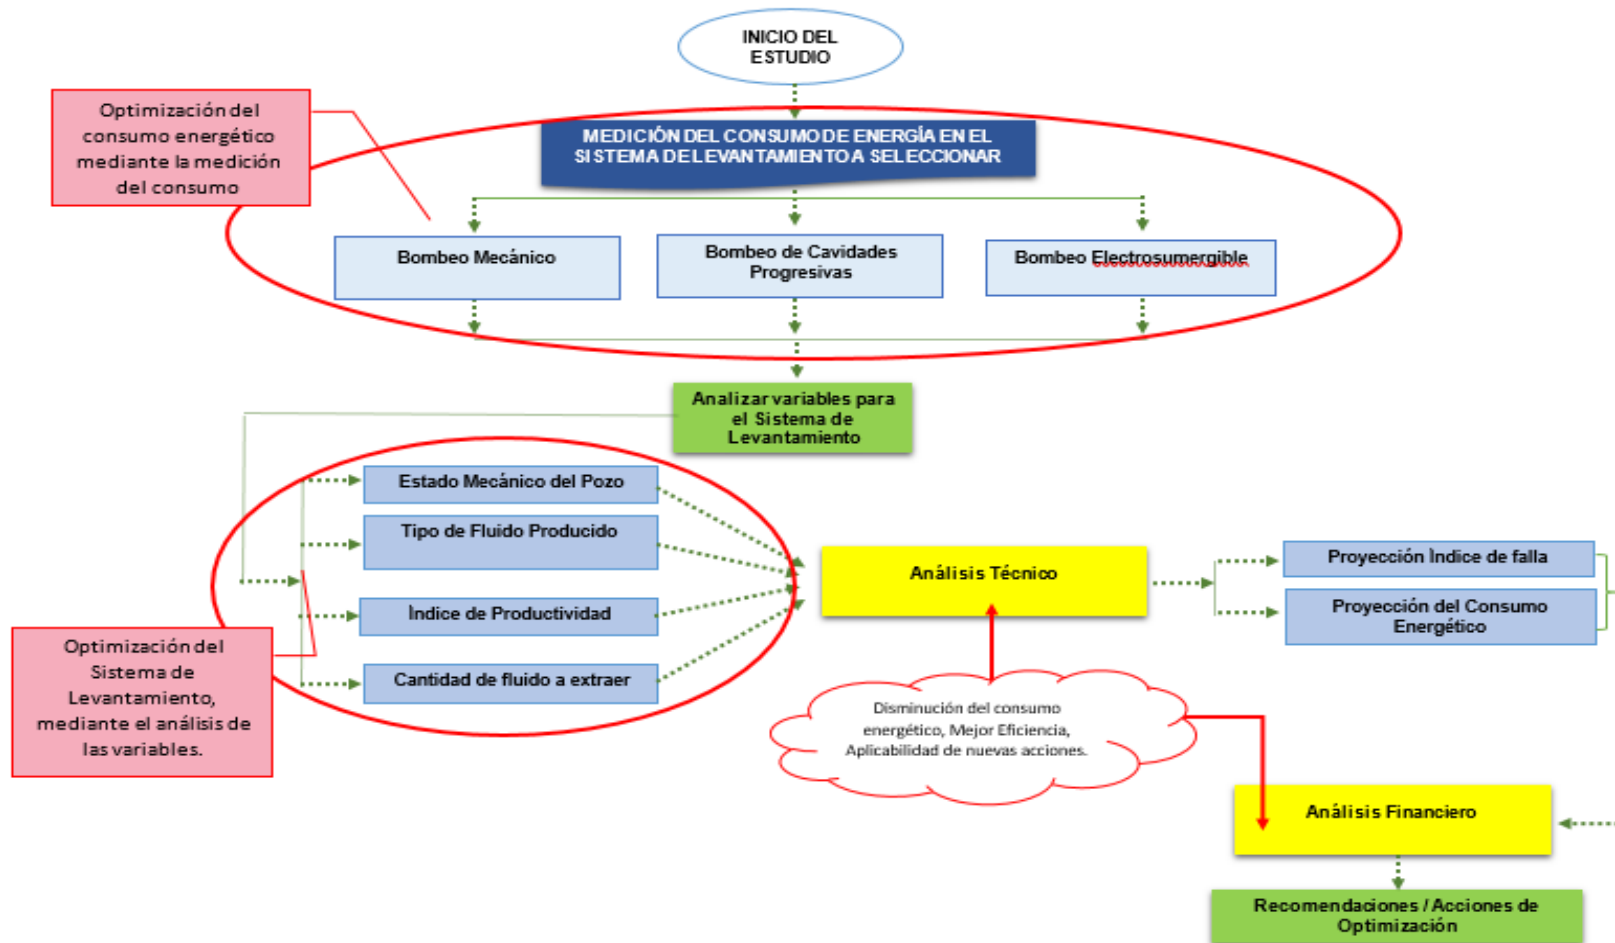 INICIO DEL
ESTUDIO
Optimización del
consumo energético
mediante la medición
del consumo
MEDICIÓN DEL CONSUMO DE ENERGÍA EN EL
SISTEMA DE LEVANTAMIENTO A SELECCIONAR
Bombeo Mecánico
Bombeo de Cavidades
Progresivas
Bombeo Electrosumergible
Analizar variables para
el Sistema de
Levantamiento
Estado Mecánico del Pozo
Tipo de Fluido Producido
Índice de Productividad
Cantidad de fluido a extraer
Optimización del
Sistema de
Levantamiento,
mediante el análisis de
las variables.
Análisis Técnico
Proyección Índice de falla
Proyección del Consumo
Energético
Disminución del consumo
energético, Mejor Eficiencia,
Aplicabilidad de nuevas acciones.
Análisis Financiero
Recomendaciones / Acciones de
Optimización